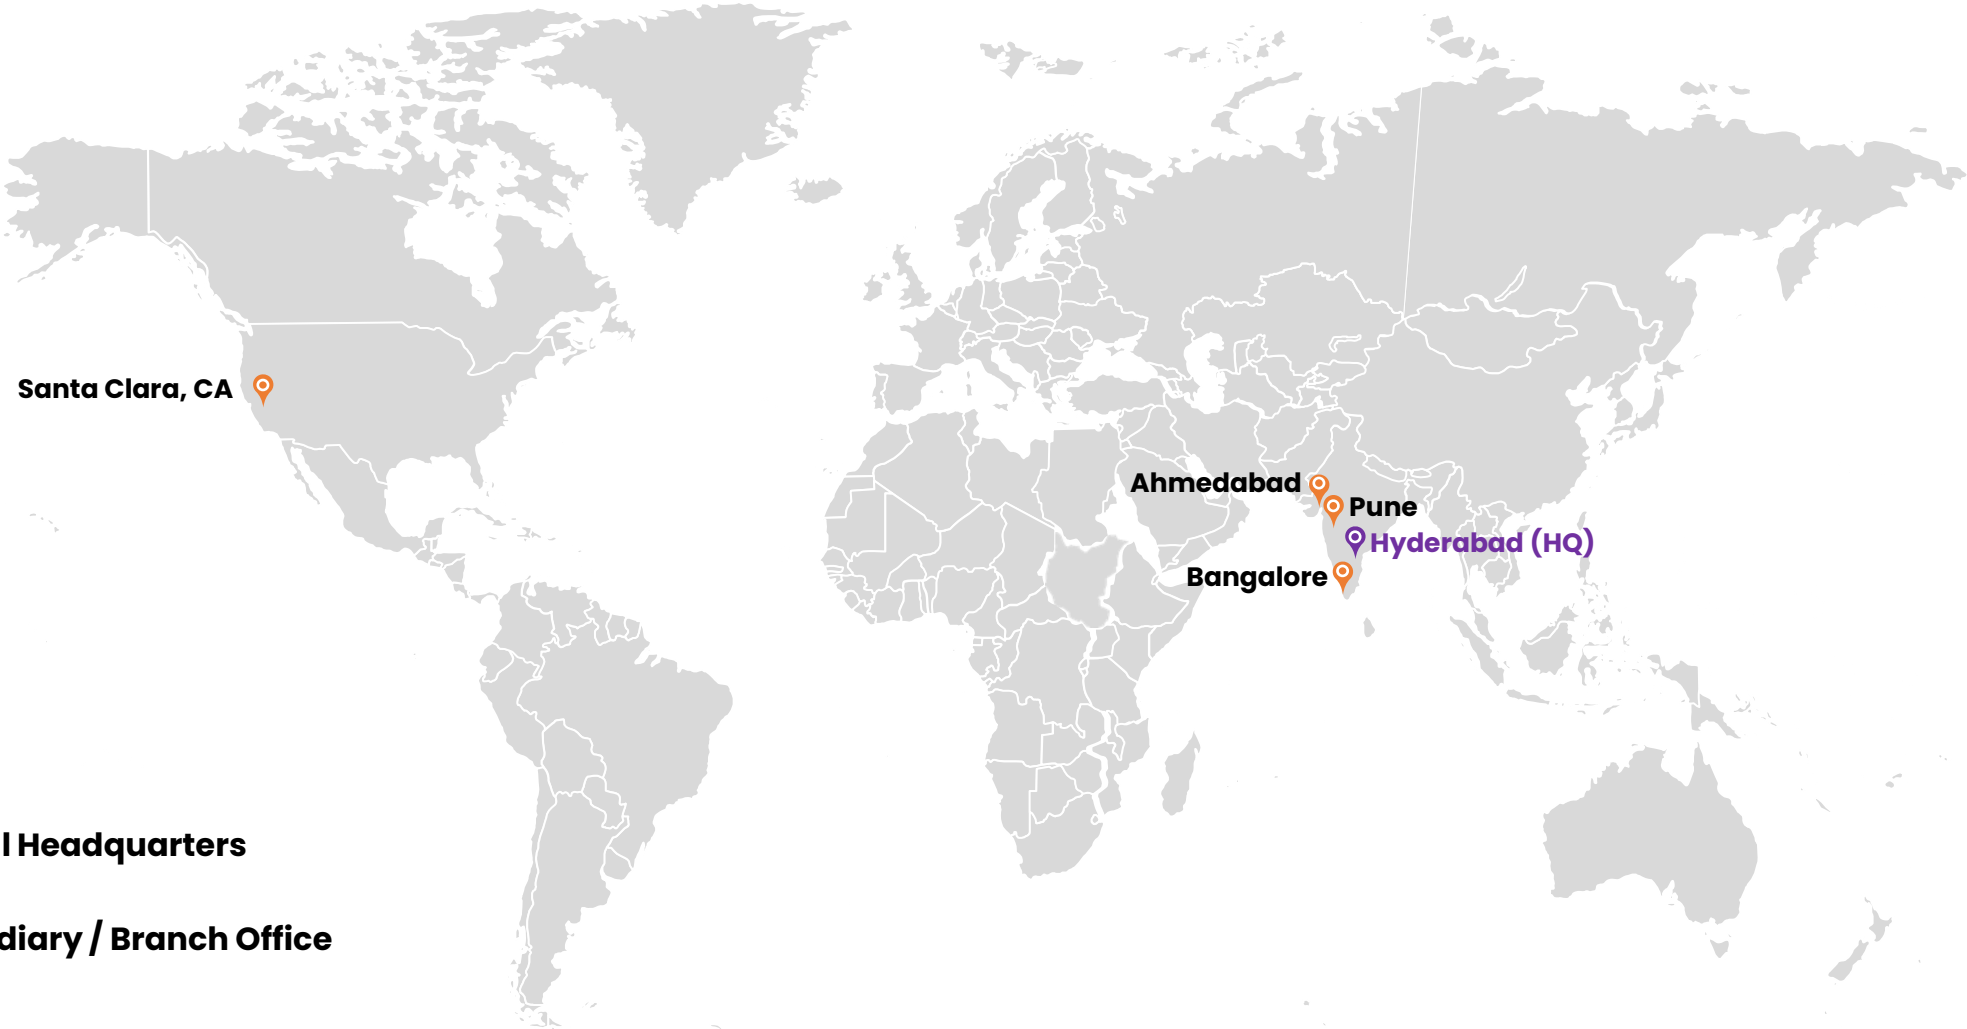 Santa Clara, CA
Ahmedabad
Pune
Hyderabad (HQ)
Bangalore
l Headquarters
diary / Branch Office